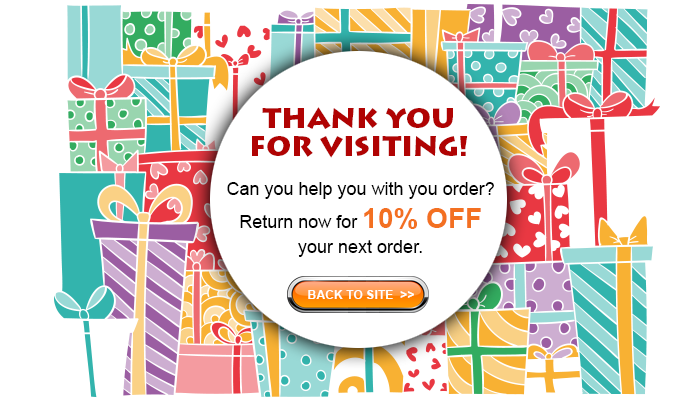 THANK YOU
FOR VISITING!
Can you help you with you order?
Return now for 10% OFF
your next order.
BACK TO SITE >>